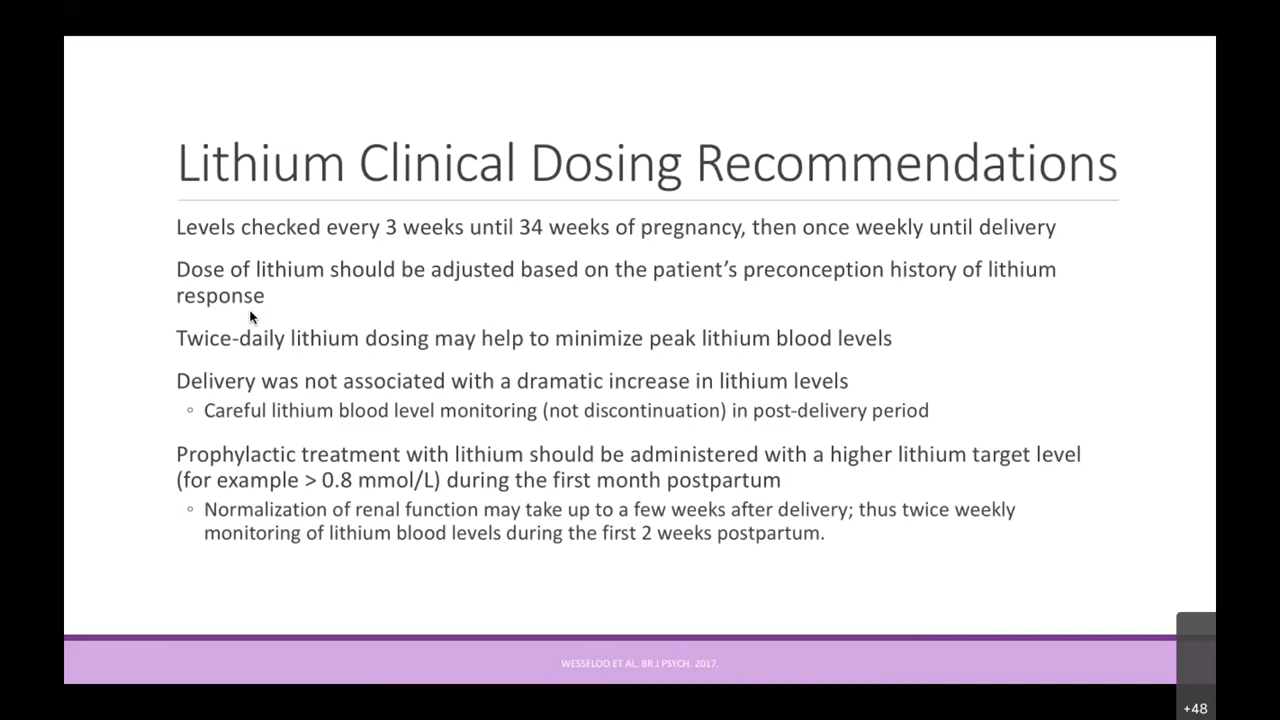 Lithium Clinical Dosing Recommendations
Levels checked every 3 weeks until 34 weeks of pregnancy, then once weekly until delivery
Dose of lithium should be adjusted based on the patient’s preconception history of lithium
response
Twice-daily lithium dosing may help to minimize peak lithium blood levels
Delivery was not associated with a dramatic increase in lithium levels
◦ Careful lithium blood level monitoring (not discontinuation) in post-delivery period
Prophylactic treatment with lithium should be administered with a higher lithium target level
(for example > 0.8 mmol/L) during the first month postpartum
◦ Normalization of renal function may take up to a few weeks after delivery; thus twice weekly
monitoring of lithium blood levels during the first 2 weeks postpartum.
WESSELOO ET AL. BR J PSYCH. 2017.
+48